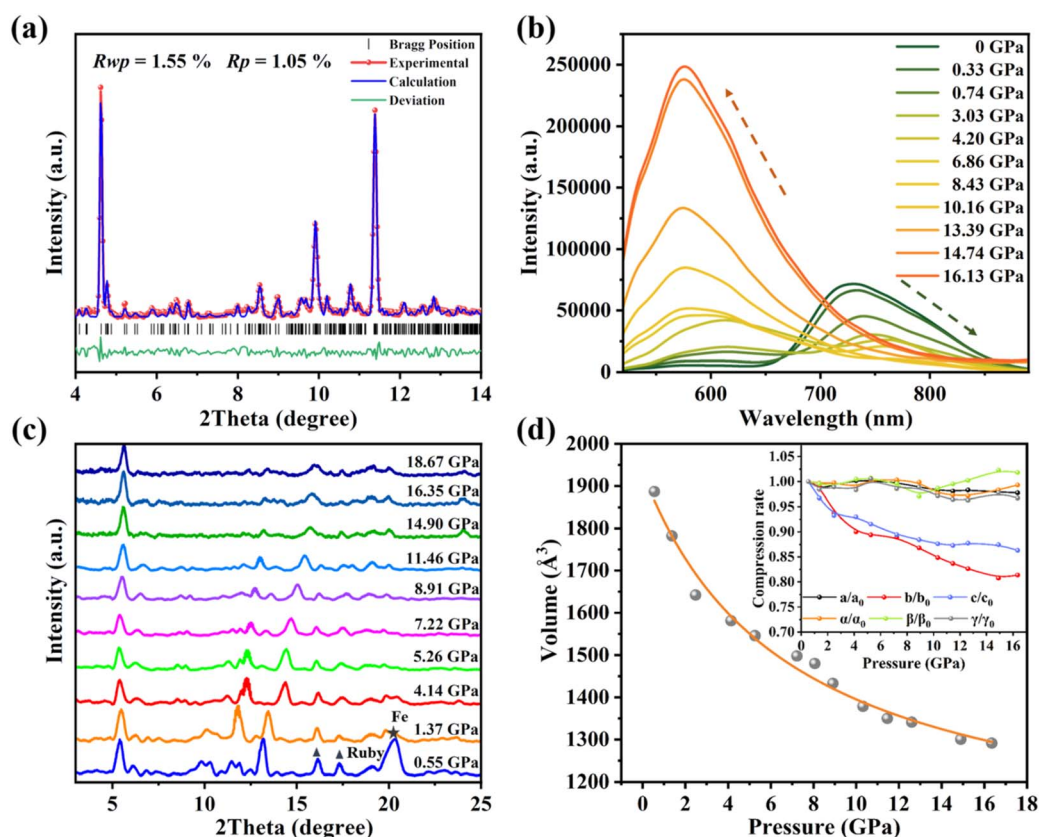 (a)
Rwp = 1.55 % Rp = 1.05 %
Bragg Position
Experimental
Calculation
Deviation
Intensity (a.u.)
4 6 8 10 12 14
2Theta (degree)
(b)
250000
200000
150000
100000
50000
0
Intensity (a.u.)
0 GPa
0.33 GPa
0.74 GPa
3.03 GPa
4.20 GPa
6.86 GPa
8.43 GPa
10.16 GPa
13.39 GPa
14.74 GPa
16.13 GPa
600 700 800
Wavelength (nm)
(c)
Intensity (a.u.)
18.67 GPa
16.35 GPa
14.90 GPa
11.46 GPa
8.91 GPa
7.22 GPa
5.26 GPa
4.14 GPa
Fe
1.37 GPa
Ruby
0.55 GPa
5 10 15 20 25
2Theta (degree)
(d)
2000
1900
1800
1700
1600
1500
1400
1300
1200
Volume (Å3)
1.05
1.00
0.95
0.90
0.85
0.80
0.75
0.70
Compression rate
a/a0 b/b0 c/c0
α/α0 β/β0 γ/γ0
0 2 4 6 8 10 12 14 16
Pressure (GPa)
0 2 4 6 8 10 12 14 16 18
Pressure (GPa)